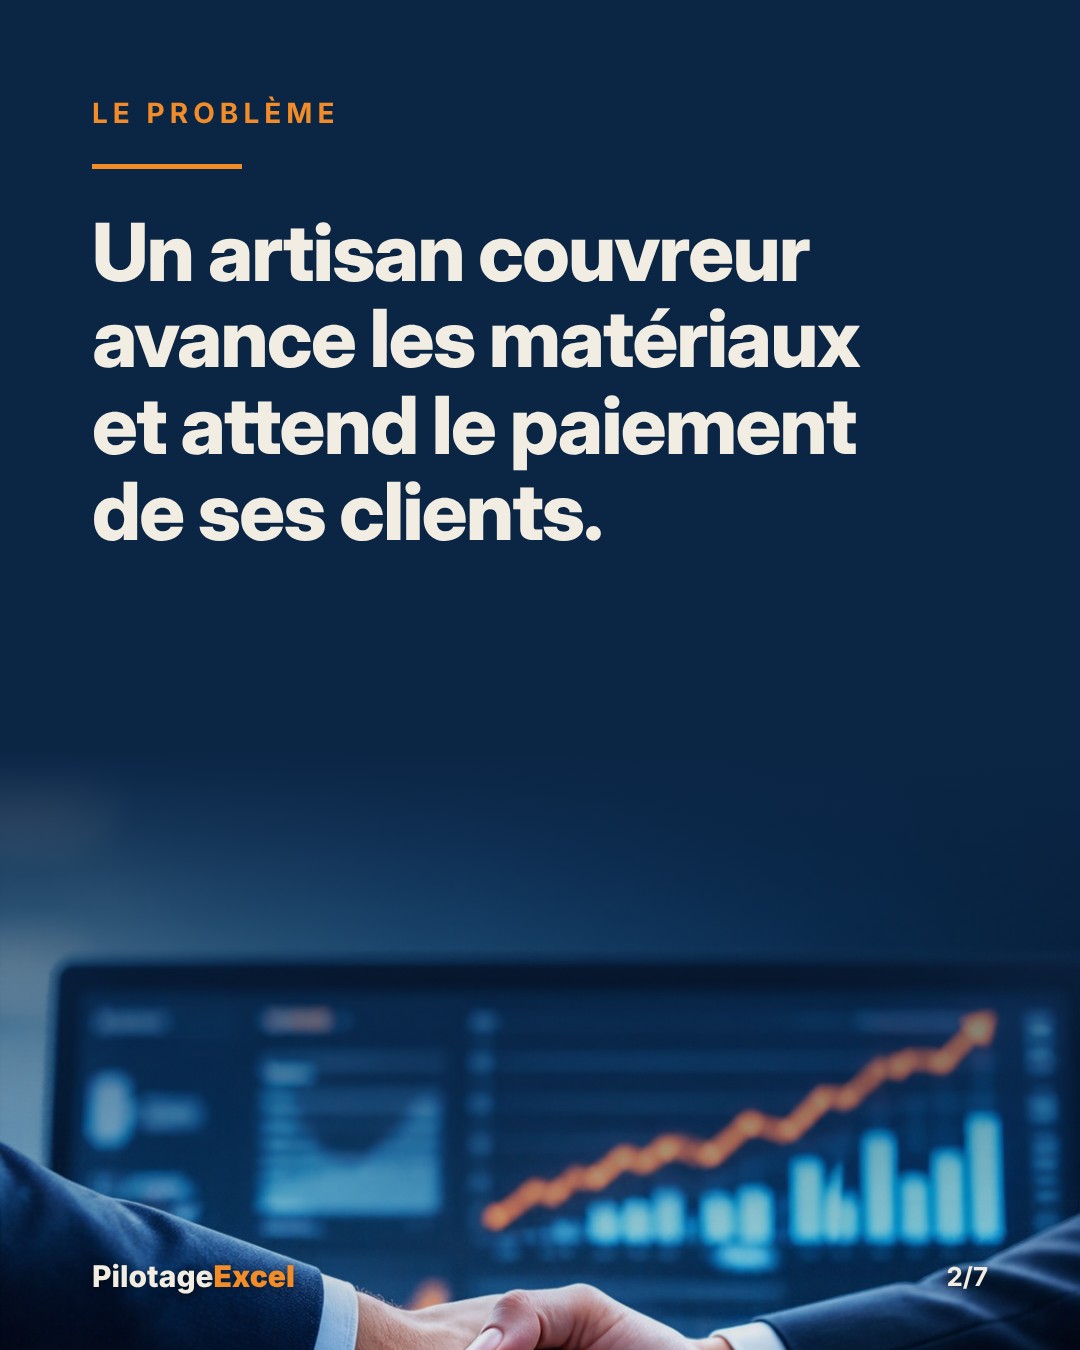 LE PROBLÈME
Un artisan couvreur
avance les matériaux
et attend le paiement
de ses clients.
PilotageExcel
2/7